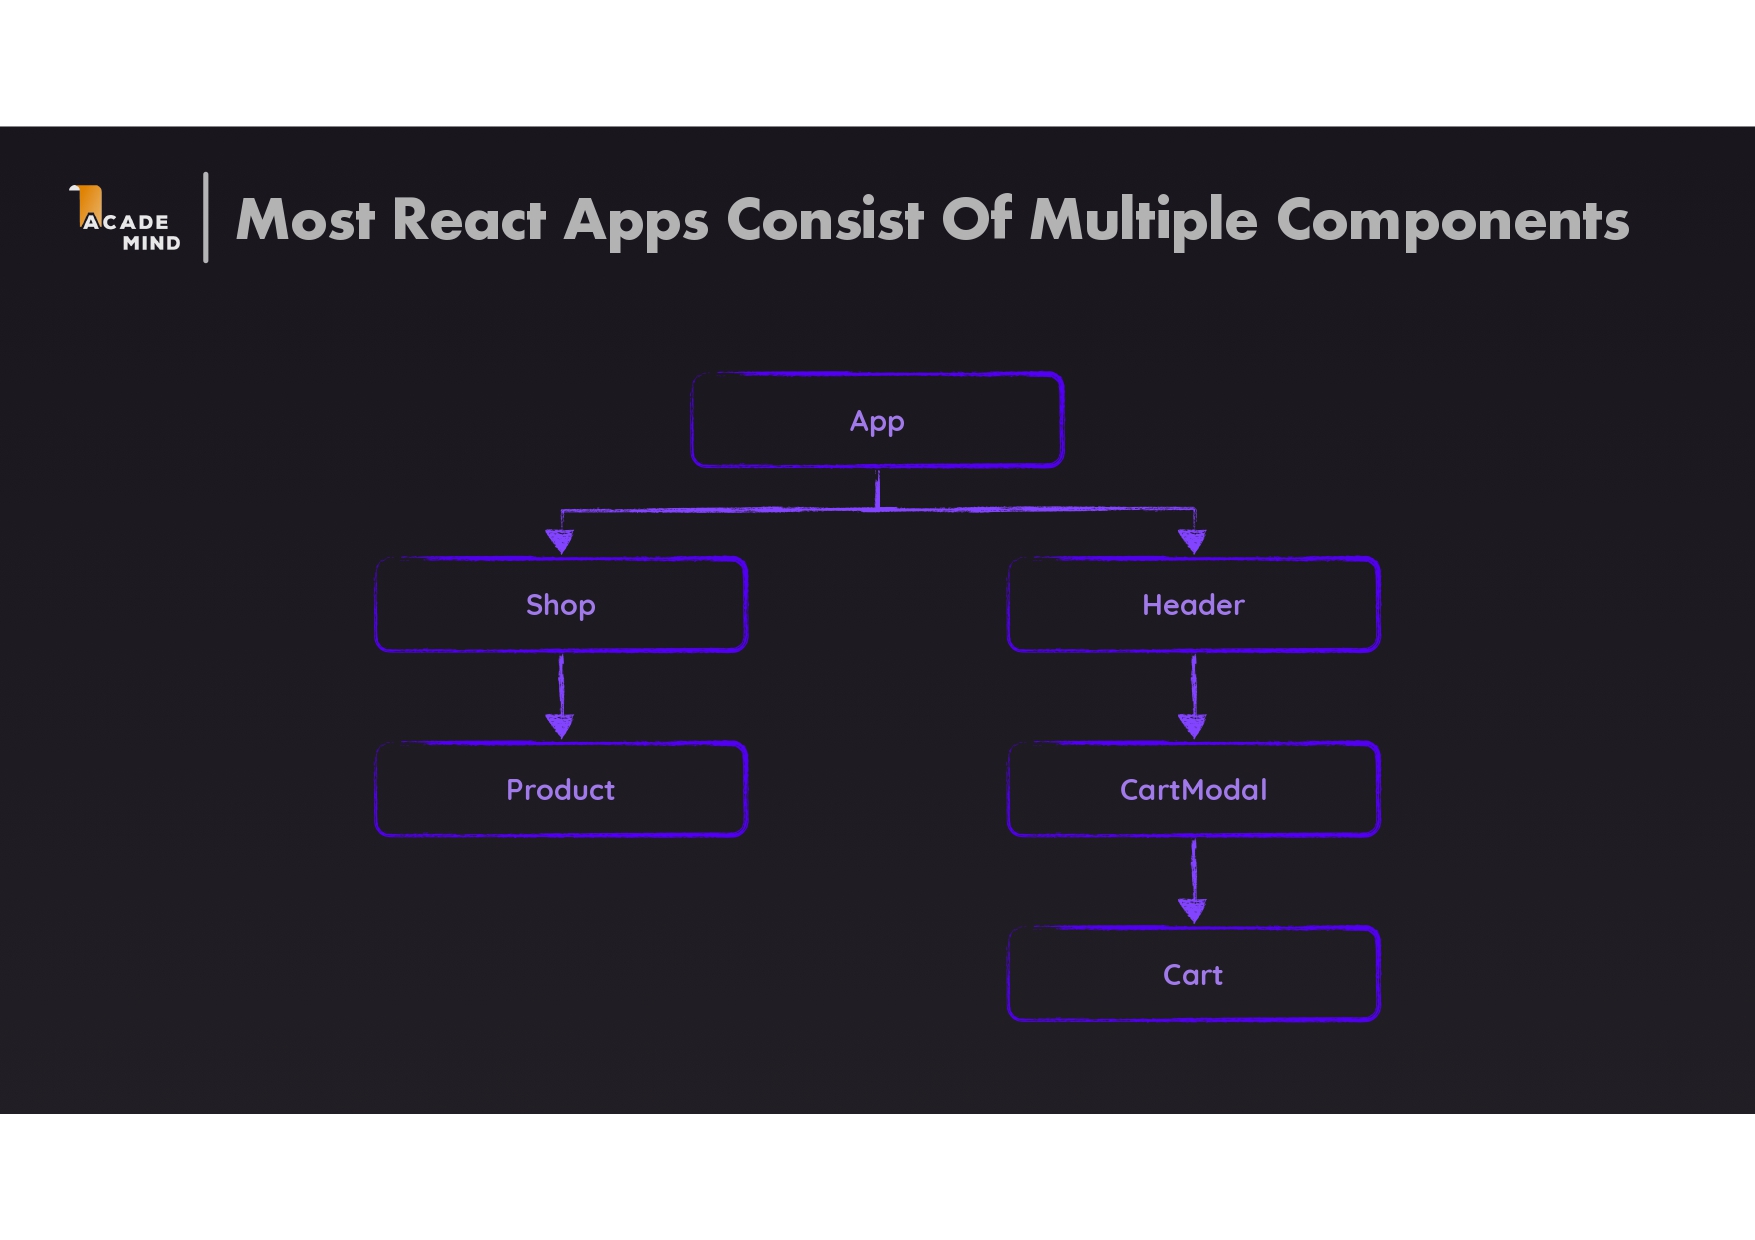 ACADE
MIND
Most React Apps Consist Of Multiple Components
App
Shop
Header
Product
CartModal
Cart